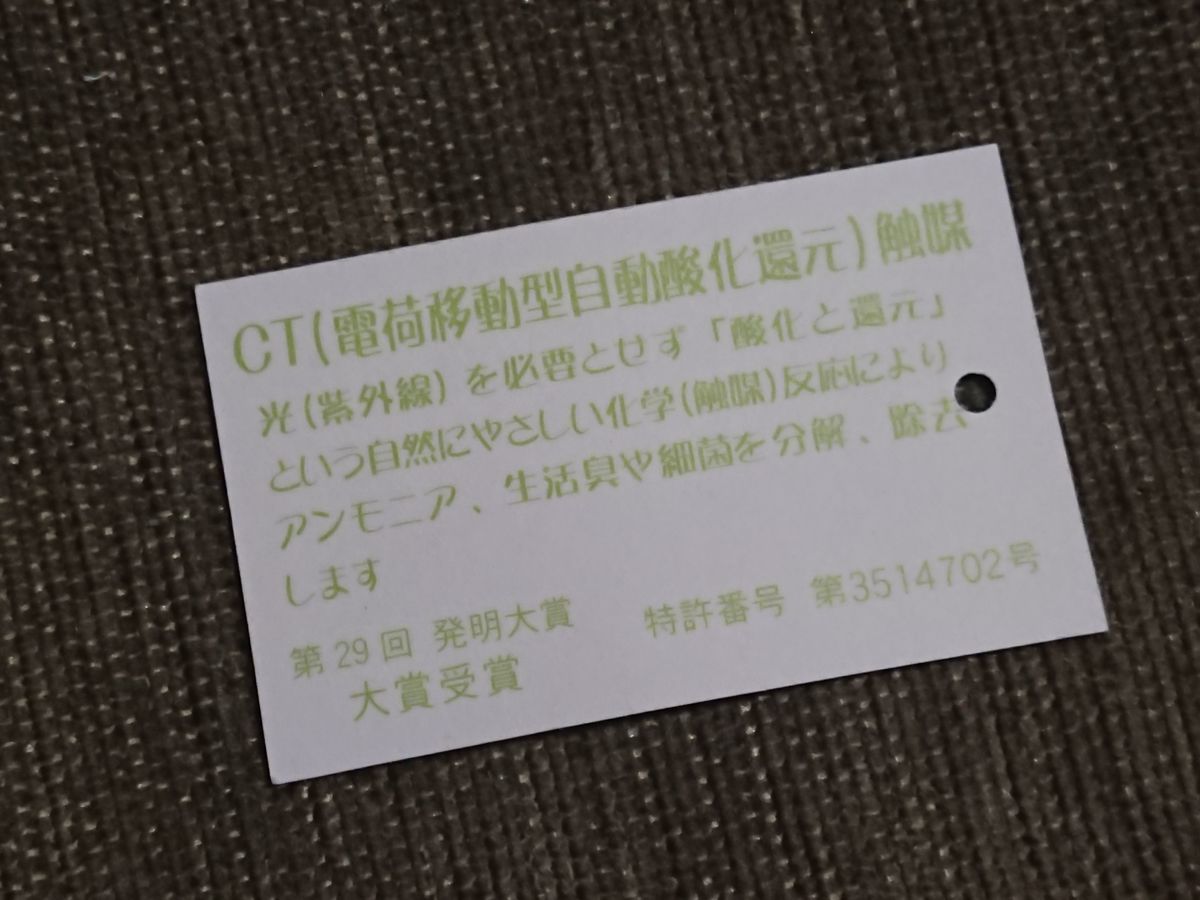 CT(電荷移動型自動酸化還元)触媒
光(紫外線)を必要とせず「酸化と還元」
という自然にやさしい化学(触媒)反応により
アンモニア、生活臭や細菌を分解、除去
します
第29回 発明大賞 特許番号 第3514702号
大賞受賞